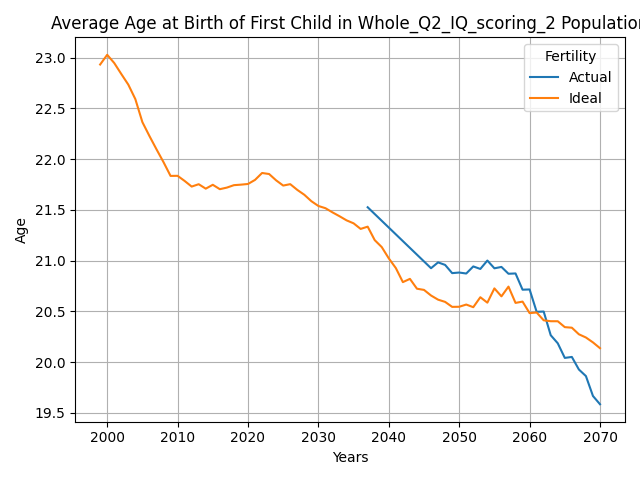 Average Age at Birth of First Child in Whole_Q2_IQ_scoring_2 Population
Fertility
Actual
Ideal
Age
23.0
22.5
22.0
21.5
21.0
20.5
20.0
19.5
2000 2010 2020 2030 2040 2050 2060 2070
Years